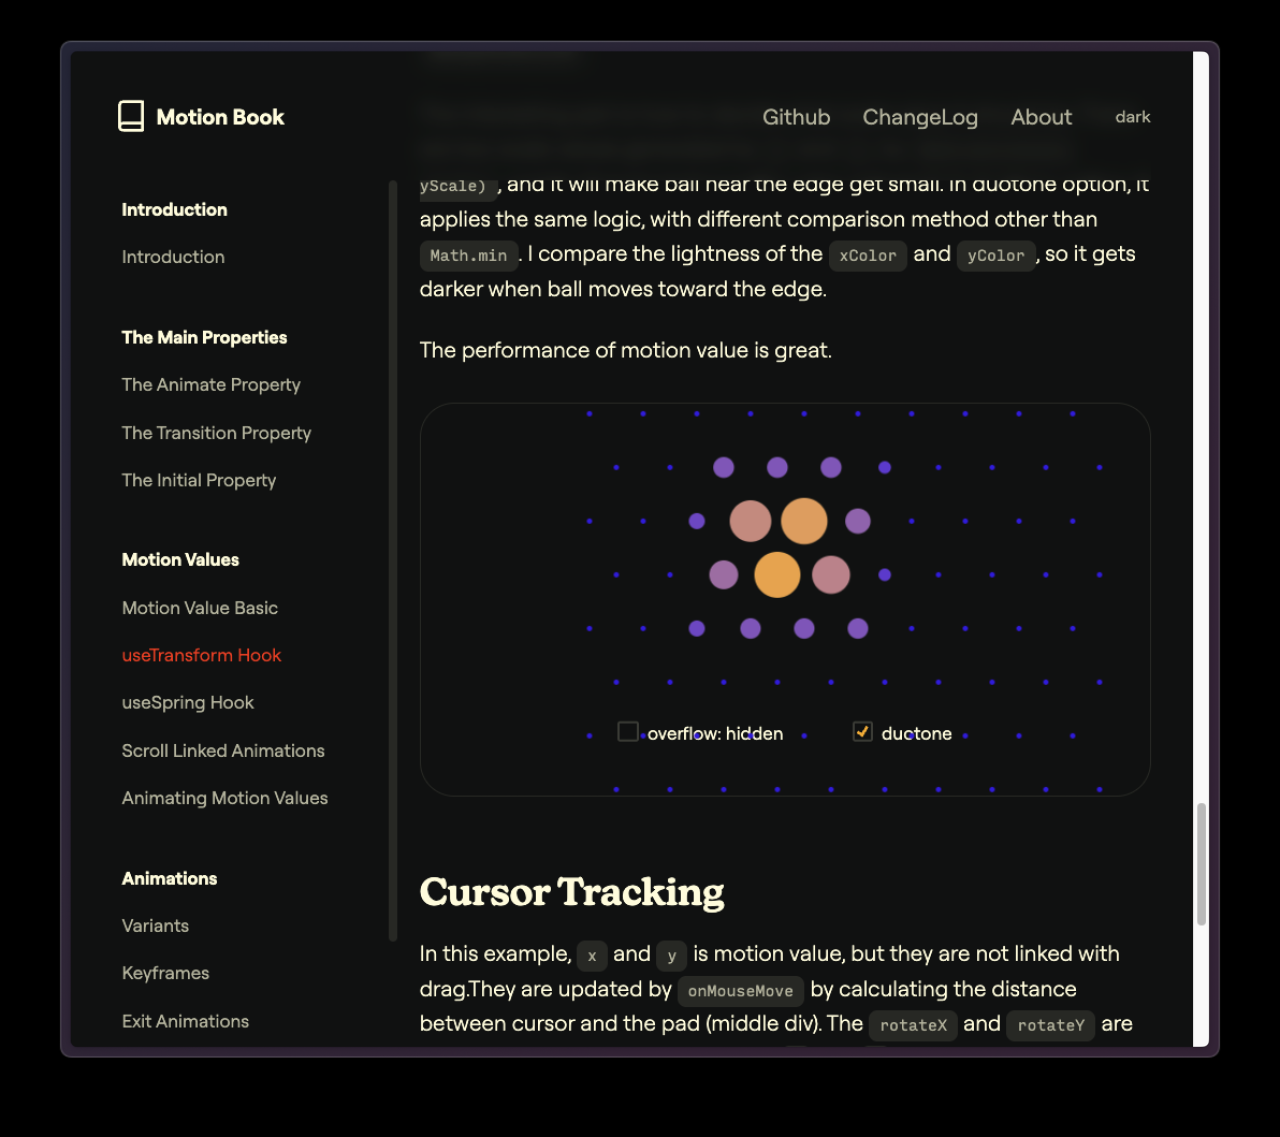 Motion Book
Github
ChangeLog
About
dark
Introduction
Introduction
The Main Properties
The Animate Property
The Transition Property
The Initial Property
Motion Values
Motion Value Basic
useTransform Hook
useSpring Hook
Scroll Linked Animations
Animating Motion Values
Animations
Variants
Keyframes
Exit Animations
yScale) , and it will make ball near the edge get small. In duotone option, it
applies the same logic, with different comparison method other than
Math.min . I compare the lightness of the xColor and yColor , so it gets
darker when ball moves toward the edge.
The performance of motion value is great.
overflow: hidden
duotone
Cursor Tracking
In this example, x and y is motion value, but they are not linked with
drag.They are updated by onMouseMove by calculating the distance
between cursor and the pad (middle div). The rotateX and rotateY are